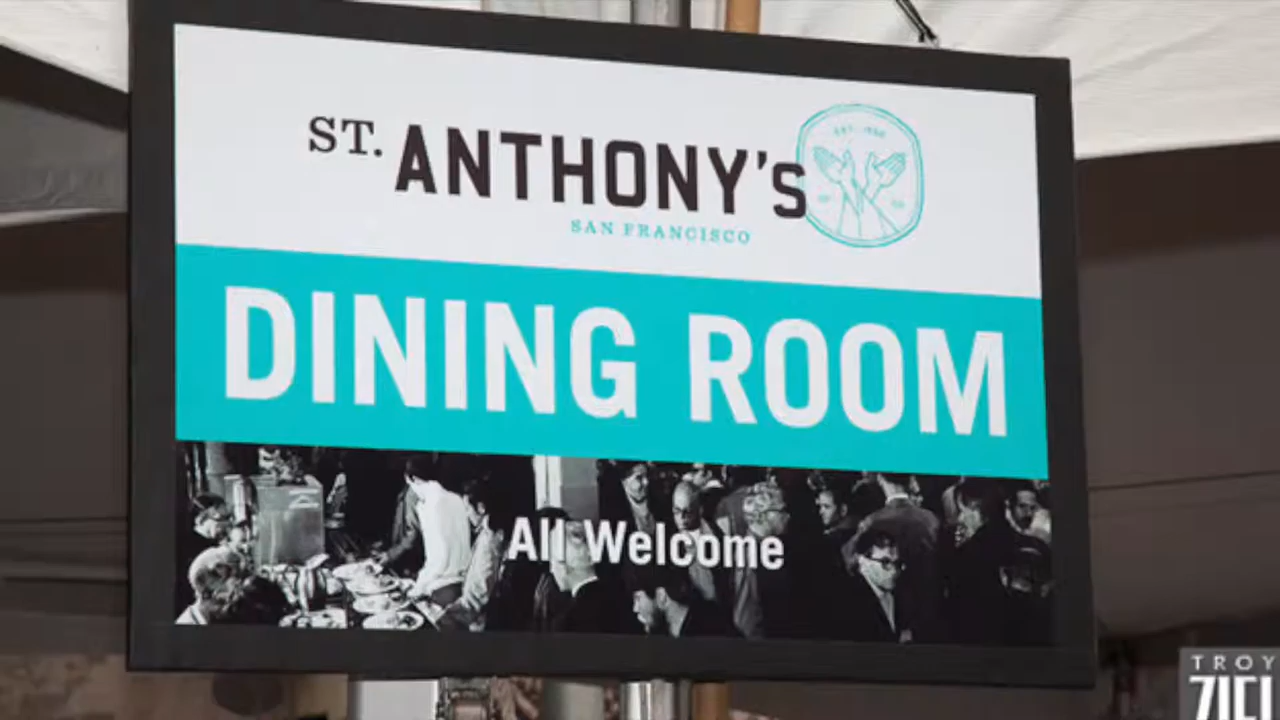 ST. ANTHONY'S
SAN FRANCISCO
DINING ROOM
All Welcome
TROY